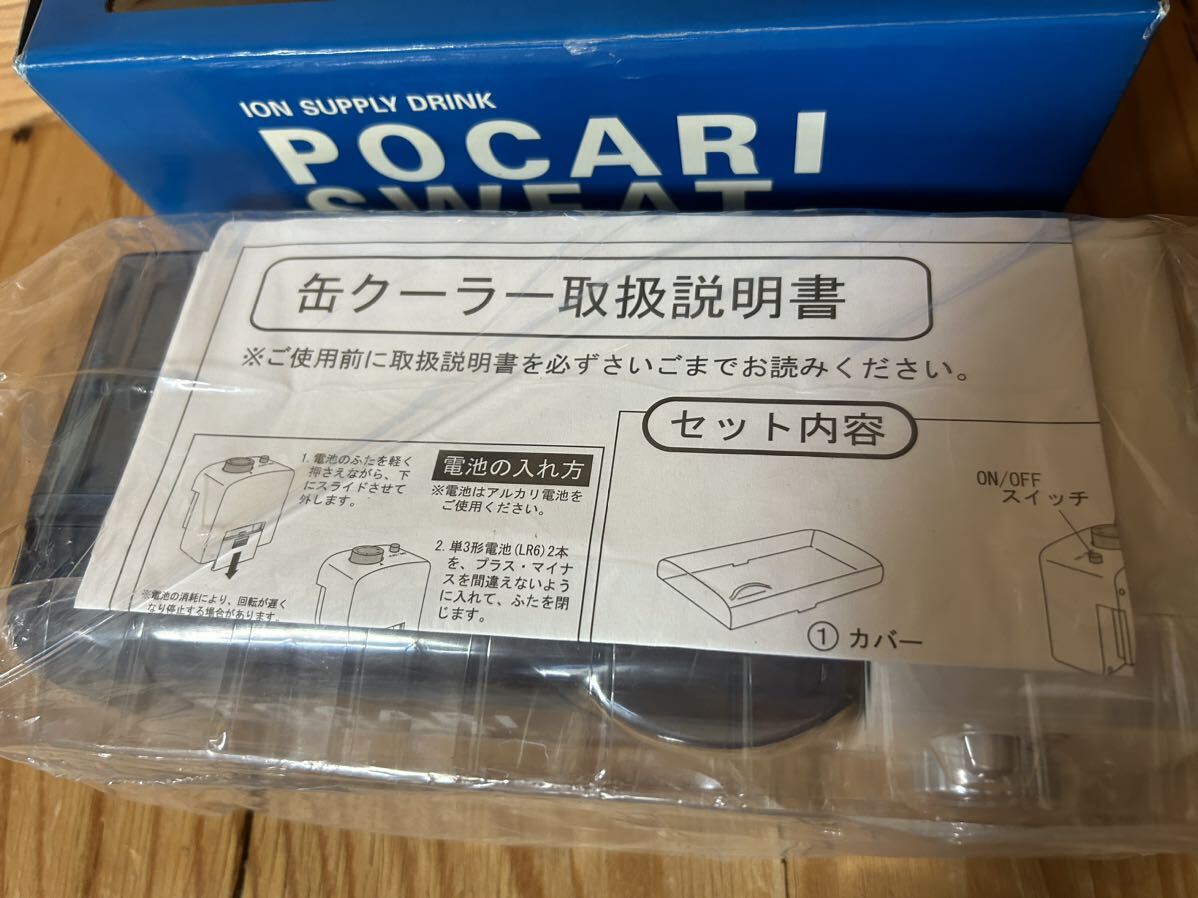 ION SUPPLY DRINK
POCARI
SWEAT
缶クーラー取扱説明書
※ご使用前に取扱説明書を必ずさいごまでお読みください。
セット内容
電池の入れ方
※電池はアルカリ電池を
ご使用ください。
1. 電池のふたを軽く
押さえながら、下
にスライドさせて
外します。
2. 単3形電池(LR6)2本
を、プラス・マイナ
スを間違えないよう
に入れて、ふたを閉
じます。
※電池の消耗により、回転が遅く
なり停止する場合があります。
ON/OFF
スイッチ
① カバー